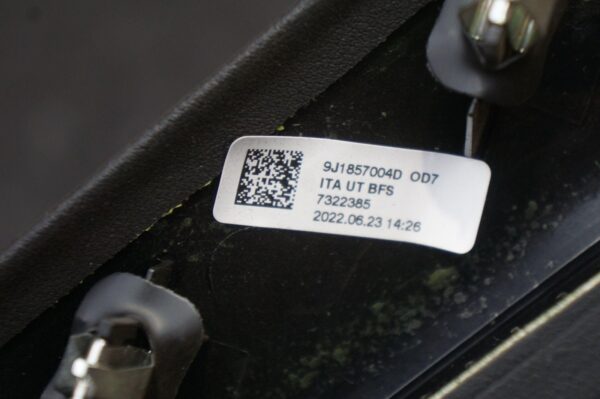 9J1857004D OD7
ITA UT BFS
7322385
2022.06.23 14:26